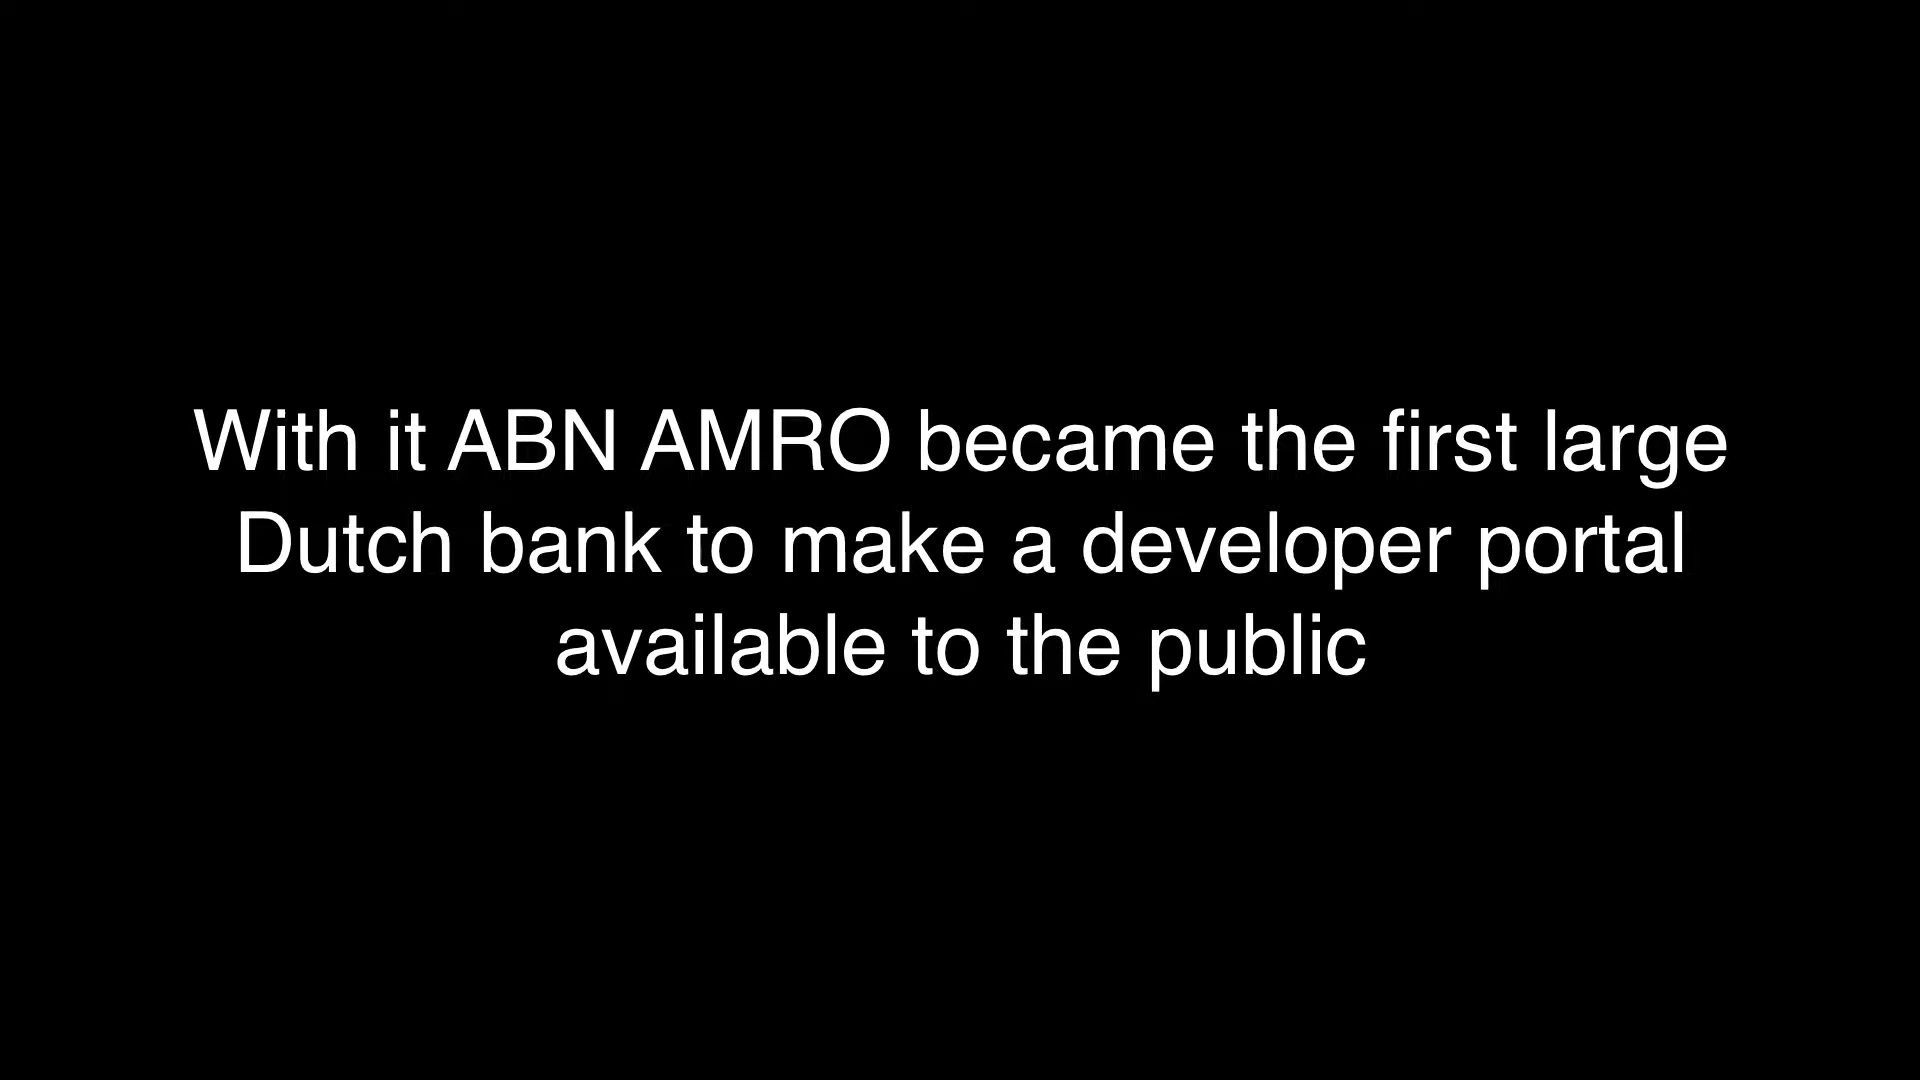 With it ABN AMRO became the first large
Dutch bank to make a developer portal
available to the public